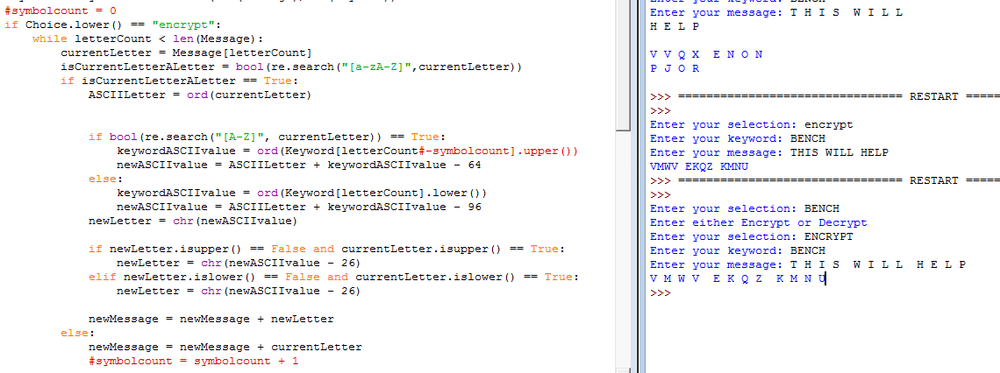 #symbolcount = 0
if Choice.lower() == "encrypt":
while letterCount < len(Message):
currentLetter = Message[letterCount]
isCurrentLetterALetter = bool(re.search("[a-zA-Z]",currentLetter))
if isCurrentLetterALetter == True:
ASCIILetter = ord(currentLetter)
if bool(re.search("[A-Z]", currentLetter)) == True:
keywordASCIIvalue = ord(Keyword[letterCount#-symbolcount].upper())
newASCIIvalue = ASCIILetter + keywordASCIIvalue - 64
else:
keywordASCIIvalue = ord(Keyword[letterCount].lower())
newASCIIvalue = ASCIILetter + keywordASCIIvalue - 96
newLetter = chr(newASCIIvalue)
if newLetter.isupper() == False and currentLetter.isupper() == True:
newLetter = chr(newASCIIvalue - 26)
elif newLetter.islower() == False and currentLetter.islower() == True:
newLetter = chr(newASCIIvalue - 26)
newMessage = newMessage + newLetter
else:
newMessage = newMessage + currentLetter
#symbolcount = symbolcount + 1
Enter your keyword: BENCH
Enter your message: T H I S  W I L L
H E L P
V V Q X  E N O N
P J O R
>>> ================================ RESTART =====
>>>
Enter your selection: encrypt
Enter your keyword: BENCH
Enter your message: THIS WILL HELP
VMWV EKQZ KMNU
>>> ================================ RESTART =====
>>>
Enter your selection: BENCH
Enter either Encrypt or Decrypt
Enter your selection: ENCRYPT
Enter your keyword: BENCH
Enter your message: T H I S  W I L L  H E L P
V M W V  E K Q Z  K M N U
>>>